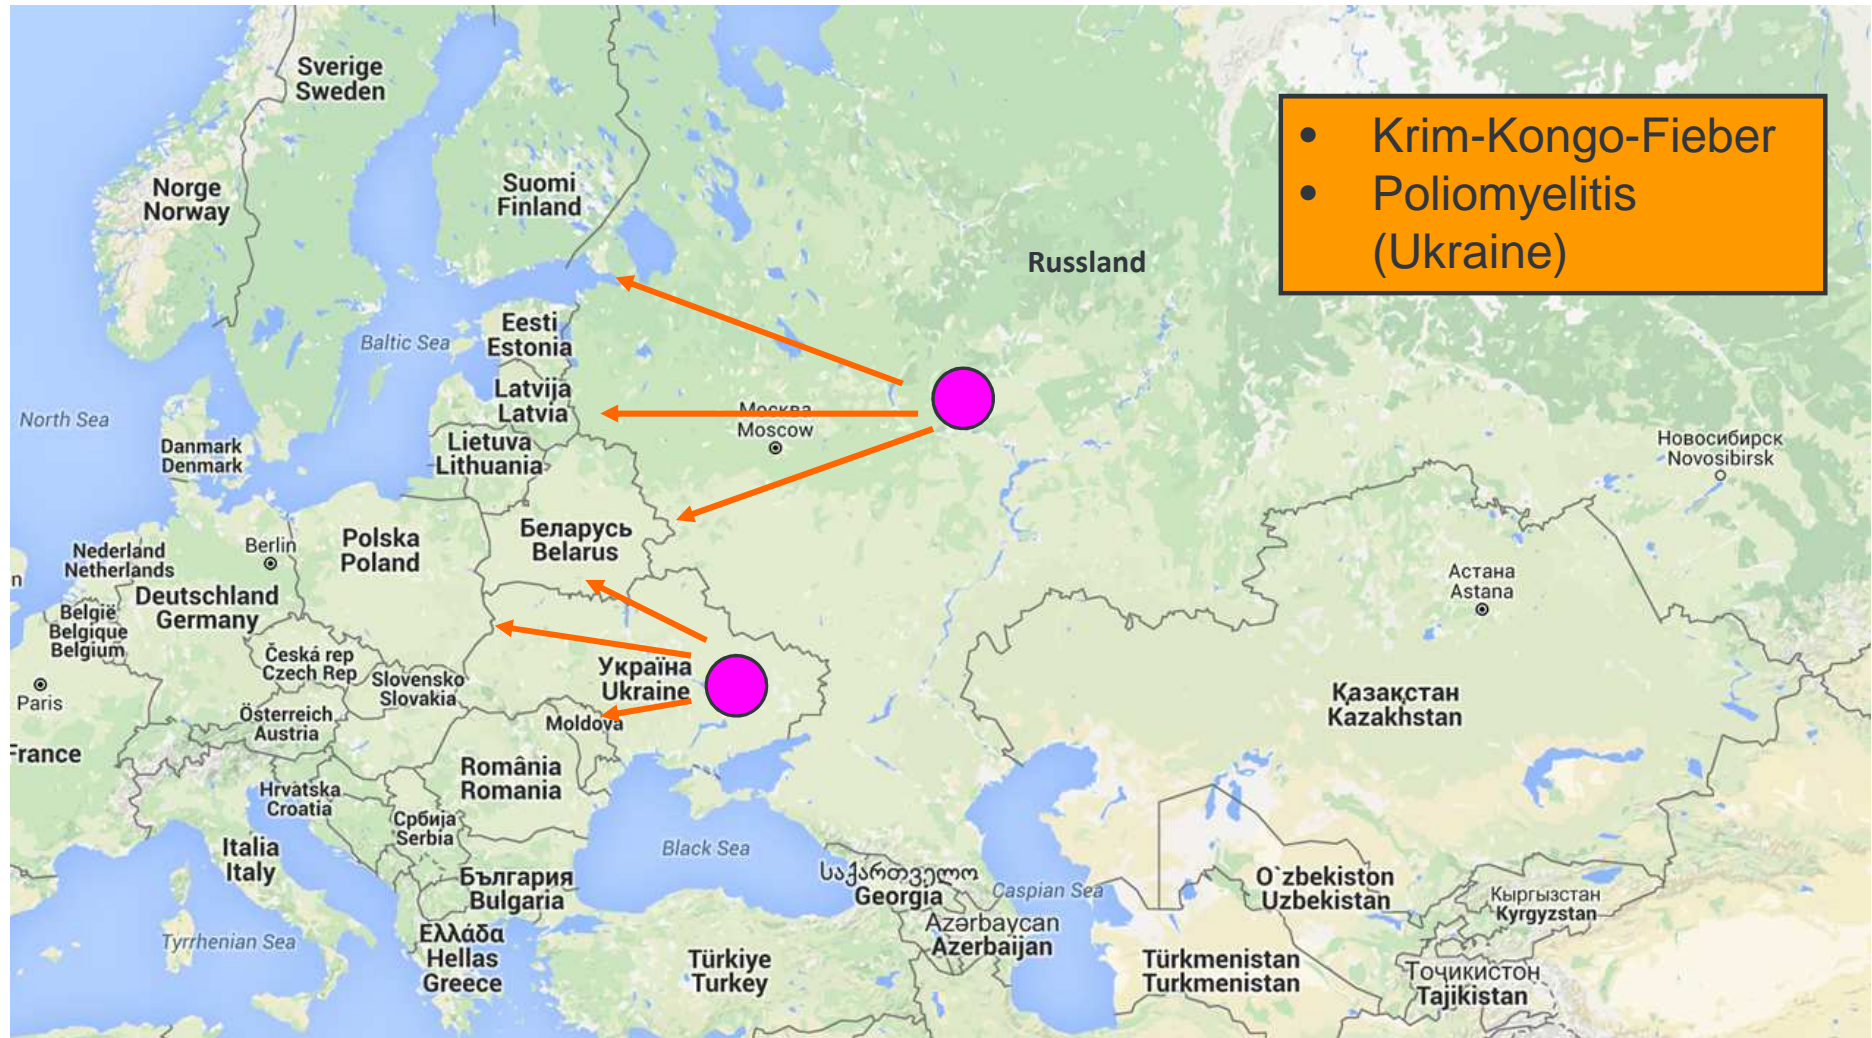 Sverige
Sweden
• Krim-Kongo-Fieber
• Poliomyelitis
(Ukraine)
Norge
Norway
Suomi
Finland
Russland
Eesti
Estonia
Baltic Sea
Latvija
Latvia
North Sea
Москва
Moscow
Danmark
Denmark
Lietuva
Lithuania
Новосибирск
Novosibirsk
Беларусь
Belarus
Polska
Poland
Berlin
Nederland
Netherlands
n
Астана
Astana
Deutschland
Germany
België
Belgique
Belgium
Česká rep
Czech Rep
Slovensko
Slovakia
Україна
Ukraine
Paris
Қазақстан
Kazakhstan
Österreich
Austria
Moldova
France
România
Romania
Hrvatska
Croatia
Србија
Serbia
Italia
Italy
Black Sea
България
Bulgaria
საქართველო
Georgia
Caspian Sea
O`zbekiston
Uzbekistan
Кыргызстан
Kyrgyzstan
Azərbaycan
Azerbaijan
Tyrrhenian Sea
Ελλάδα
Hellas
Greece
Türkiye
Turkey
Türkmenistan
Turkmenistan
Тоҷикистон
Tajikistan